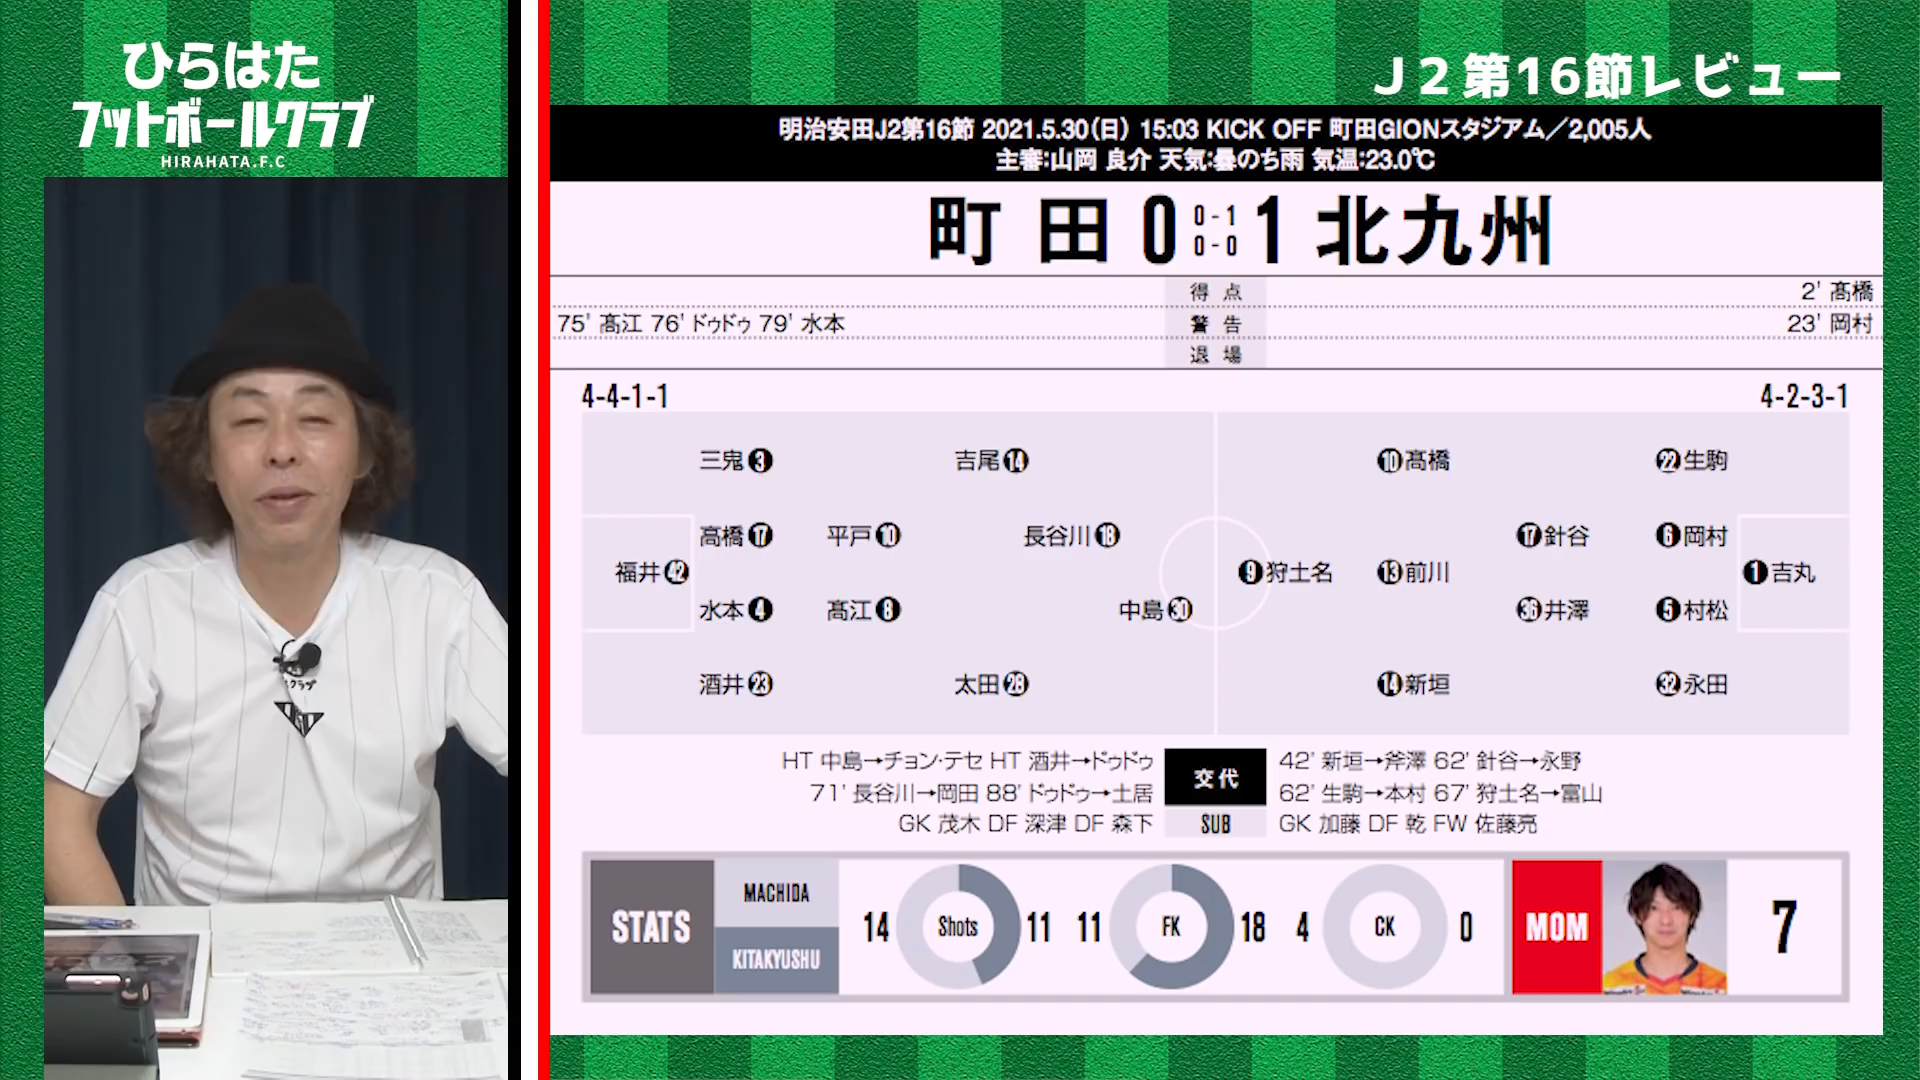 ひらはた
フットボールクラブ
HIRAHATA.F.C
J2第16節レビュー
明治安田J2第16節 2021.5.30(日) 15:03 KICK OFF 町田GIONスタジアム／2,005人
主審:山岡 良介 天気:曇のち雨 気温:23.0℃
町田 0 0-1 1 北九州
0-0
得点 2' 髙橋
75' 髙江 76' ドゥドゥ 79' 水本 警告 23' 岡村
退場
4-4-1-1 4-2-3-1
三鬼 3 吉尾 14 10 髙橋 22 生駒
高橋 17 平戸 10 長谷川 18 17 針谷 6 岡村
福井 42 9 狩土名 13 前川 1 吉丸
水本 4 髙江 8 中島 30 36 井澤 5 村松
酒井 23 太田 28 14 新垣 32 永田
HT 中島→チョン・テセ HT 酒井→ドゥドゥ 交代 42' 新垣→斧澤 62' 針谷→永野
71' 長谷川→岡田 88' ドゥドゥ→土居 62' 生駒→本村 67' 狩土名→富山
GK 茂木 DF 深津 DF 森下 SUB GK 加藤 DF 乾 FW 佐藤亮
STATS MACHIDA KITAKYUSHU 14 Shots 11 11 FK 18 4 CK 0 MOM 7